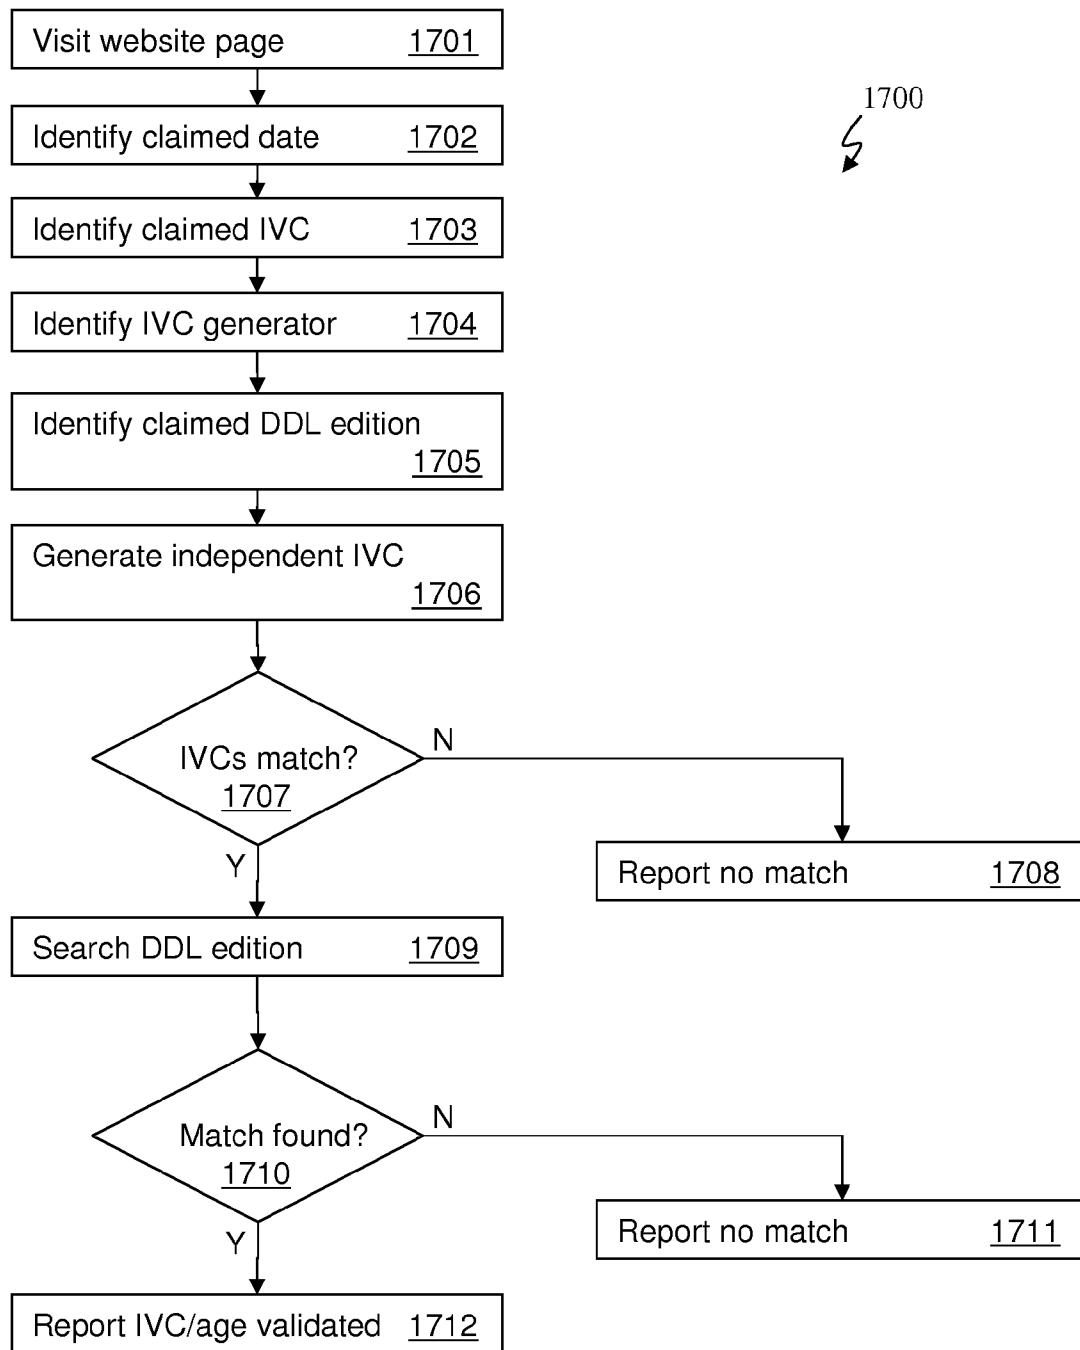 Visit website page 1701
1700
Identify claimed date 1702
Identify claimed IVC 1703
Identify IVC generator 1704
Identify claimed DDL edition
1705
Generate independent IVC
1706
N
IVCs match?
1707
Y
Report no match 1708
Search DDL edition 1709
N
Match found?
1710
Y
Report no match 1711
Report IVC/age validated 1712